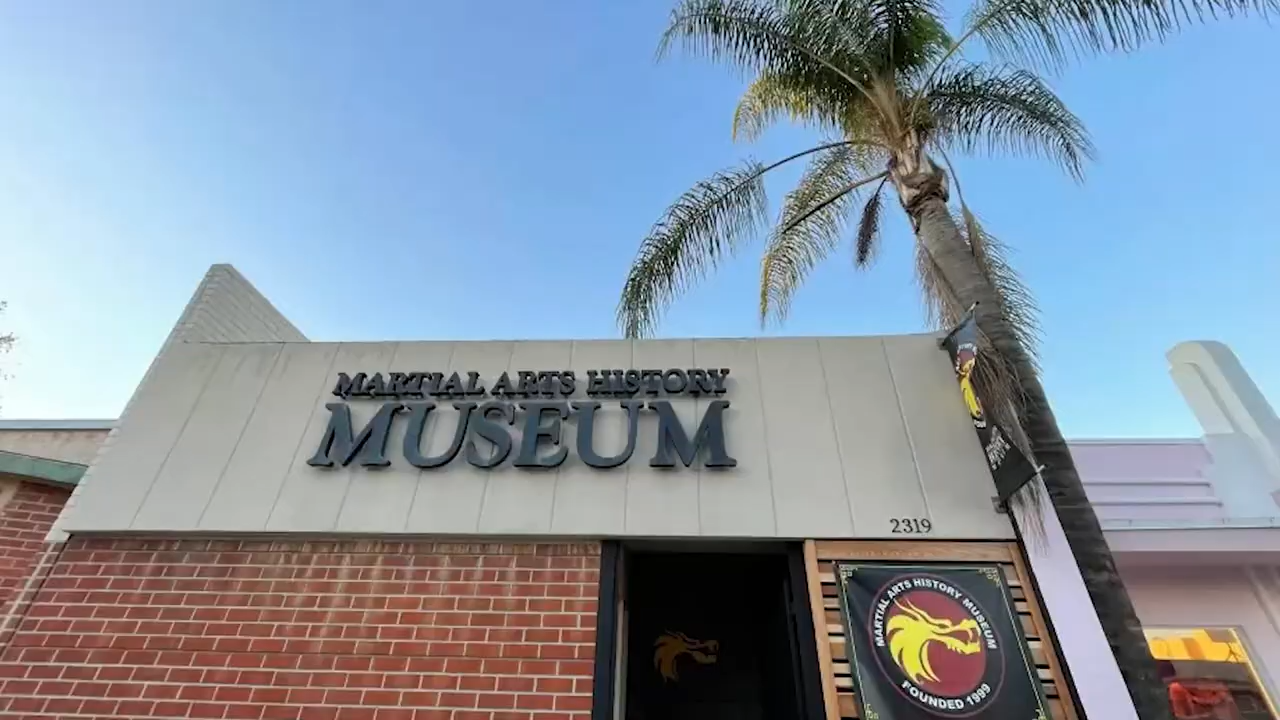 MARTIAL ARTS HISTORY
MUSEUM
2319
MARTIAL ARTS HISTORY MUSEUM
FOUNDED 1999